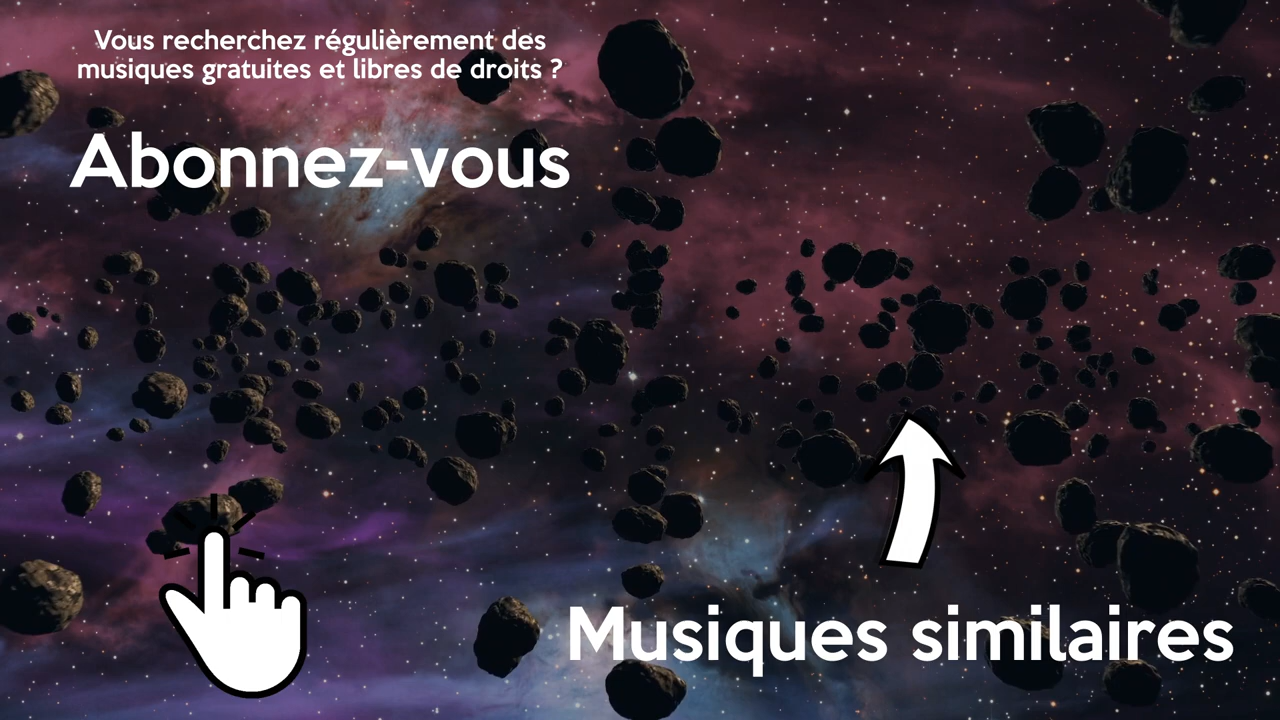 Vous recherchez régulièrement des
musiques gratuites et libres de droits ?
Abonnez-vous
Musiques similaires